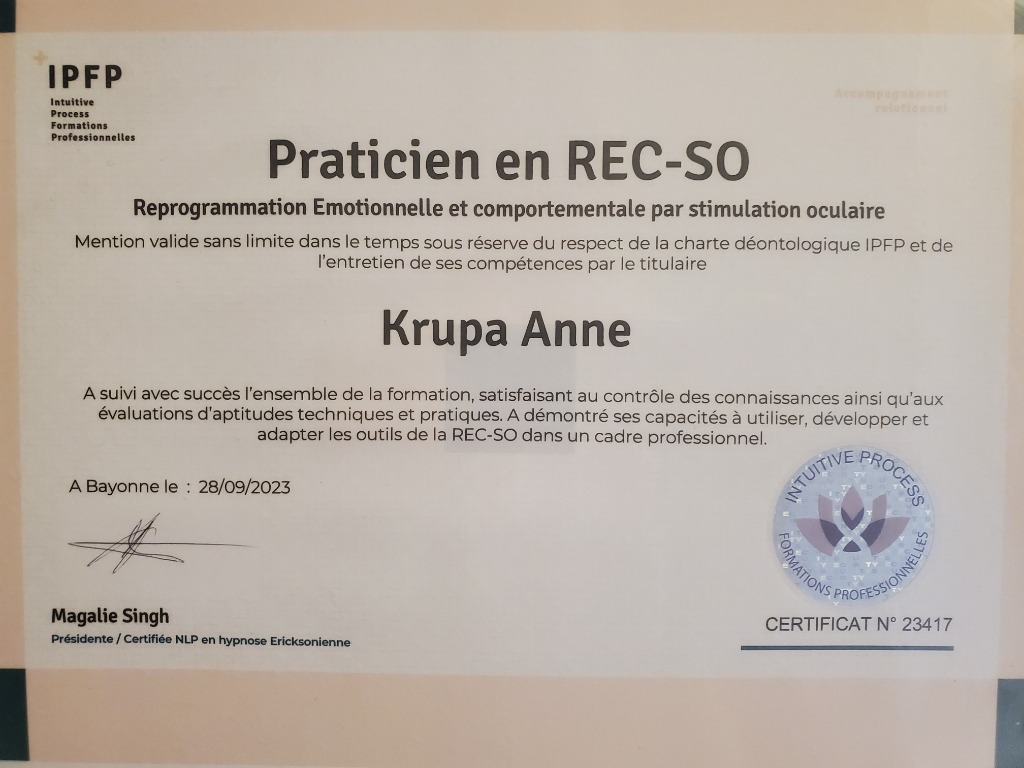 IPFP
Intuitive
Process
Formations
Professionnelles
Accompagnement
relationnel
Praticien en REC-SO
Reprogrammation Emotionnelle et comportementale par stimulation oculaire
Mention valide sans limite dans le temps sous réserve du respect de la charte déontologique IPFP et de
l'entretien de ses compétences par le titulaire
Krupa Anne
A suivi avec succès l'ensemble de la formation, satisfaisant au contrôle des connaissances ainsi qu'aux
évaluations d'aptitudes techniques et pratiques. A démontré ses capacités à utiliser, développer et
adapter les outils de la REC-SO dans un cadre professionnel.
A Bayonne le : 28/09/2023
INTUITIVE PROCESS
FORMATIONS PROFESSIONNELLES
Magalie Singh
Présidente / Certifiée NLP en hypnose Ericksonienne
CERTIFICAT N° 23417